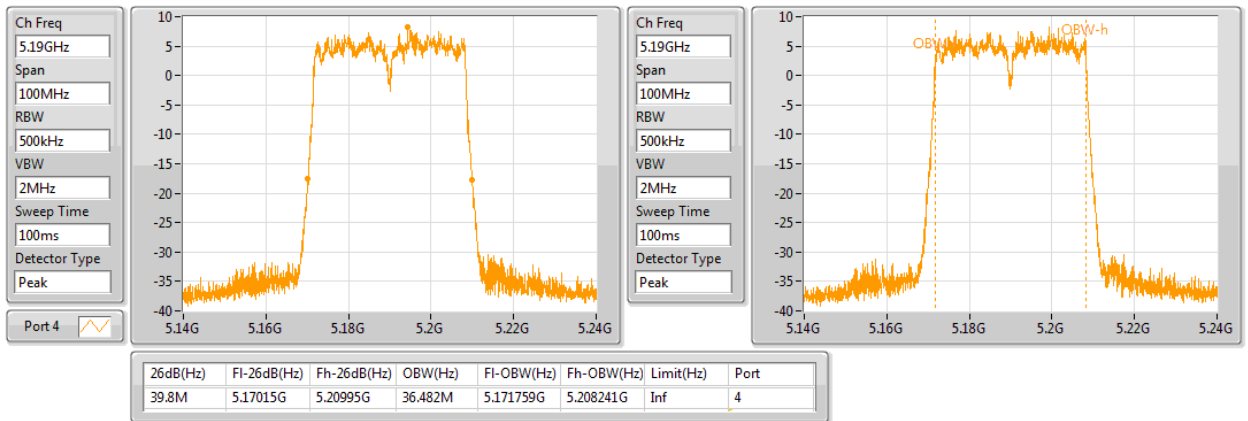 Ch Freq
5.19GHz
Span
100MHz
RBW
500kHz
VBW
2MHz
Sweep Time
100ms
Detector Type
Peak
Port 4
10
5
0
-5
-10
-15
-20
-25
-30
-35
-40
5.14G 5.16G 5.18G 5.2G 5.22G 5.24G
Ch Freq
5.19GHz
Span
100MHz
RBW
500kHz
VBW
2MHz
Sweep Time
100ms
Detector Type
Peak
10
5
0
-5
-10
-15
-20
-25
-30
-35
-40
OBW-h
5.14G 5.16G 5.18G 5.2G 5.22G 5.24G
26dB(Hz) Fl-26dB(Hz) Fh-26dB(Hz) OBW(Hz) Fl-OBW(Hz) Fh-OBW(Hz) Limit(Hz) Port
39.8M 5.17015G 5.20995G 36.482M 5.171759G 5.208241G Inf 4